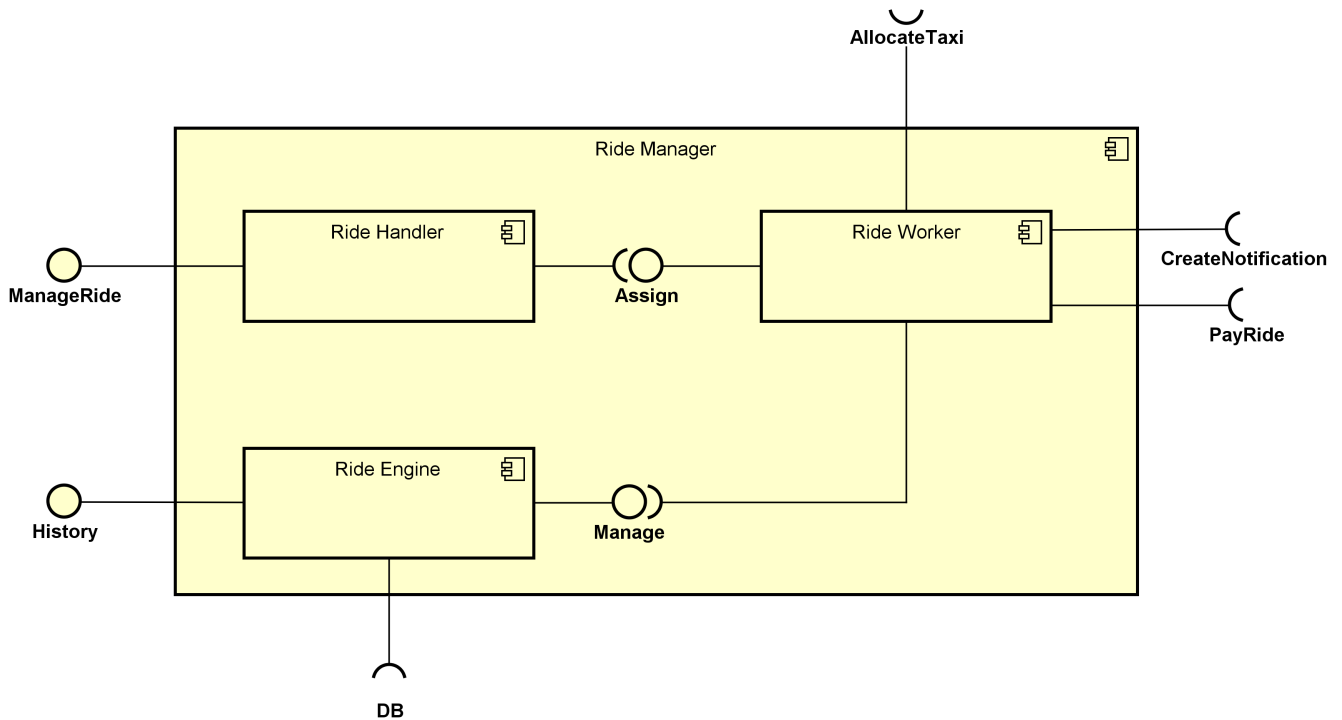 AllocateTaxi
Ride Manager
Ride Handler
Ride Worker
CreateNotification
ManageRide
Assign
PayRide
Ride Engine
History
Manage
DB